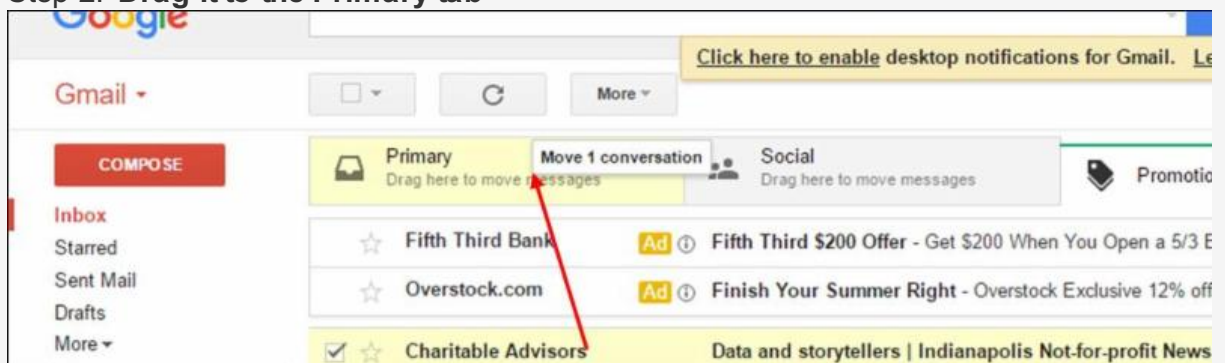 Step 2: Drag it to the Primary tab
Google
Click here to enable desktop notifications for Gmail. Le
Gmail
More
COMPOSE
Primary
Drag here to move messages
Move 1 conversation
Social
Drag here to move messages
Promotio
Inbox
Starred
Sent Mail
Drafts
More
Fifth Third Bank Ad Fifth Third $200 Offer - Get $200 When You Open a 5/3
Overstock.com Ad Finish Your Summer Right - Overstock Exclusive 12% off
Charitable Advisors Data and storytellers | Indianapolis Not-for-profit News